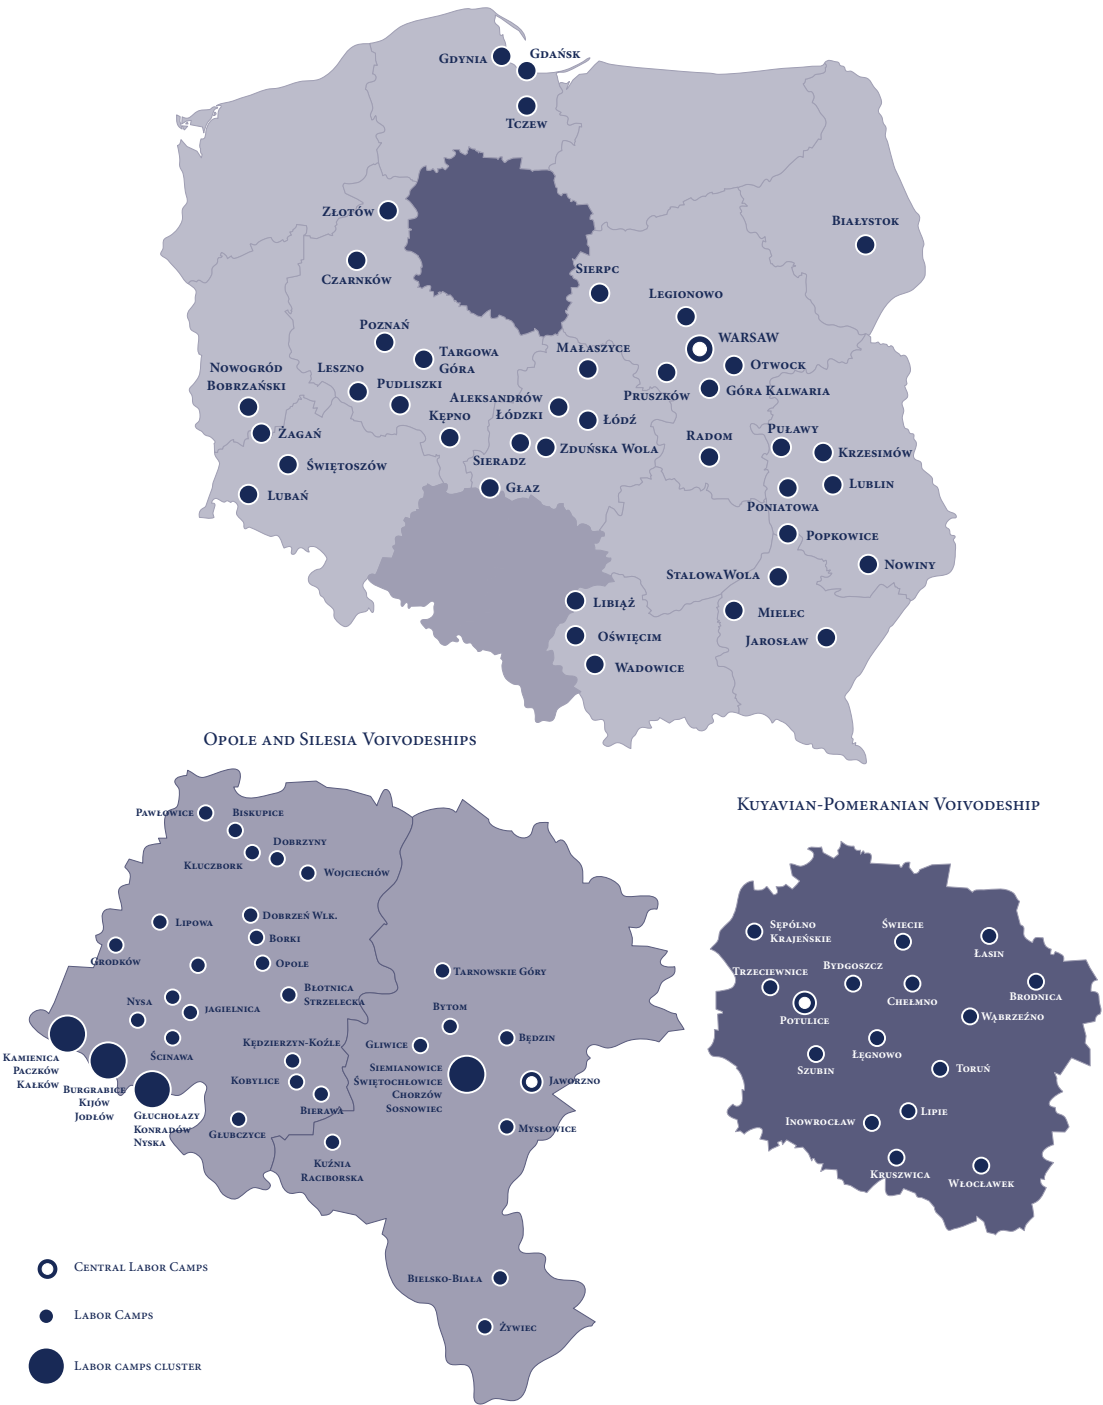 Gdynia
Gdańsk
Tczew
Złotów
Czarnków
Białystok
Sierpc
Legionowo
Warsaw
Otwock
Pruszków
Góra Kalwaria
Poznań
Targowa
Góra
Małaszyce
Nowogród
Bobrzański
Leszno
Pudliszki
Aleksandrów
Łódzki
Kępno
Łódź
Żagań
Sieradz
Zduńska Wola
Radom
Puławy
Krzesimów
Świętoszów
Lubań
Głaz
Lublin
Poniatowa
Popkowice
Nowiny
Stalowa Wola
Libiąż
Mielec
Oświęcim
Jarosław
Wadowice
Opole and Silesia Voivodeships
Pawłowice
Biskupice
Dobrzyny
Kluczbork
Wojciechów
Lipowa
Dobrzeń Wlk.
Borki
Grodków
Opole
Tarnowskie Góry
Błotnica
Strzelecka
Nysa
Jagielnica
Bytom
Ścinawa
Kędzierzyn-Koźle
Gliwice
Będzin
Kamienica
Paczków
Kałków
Burgrabice
Kijów
Jodłów
Głuchołazy
Konradów
Nyska
Kobylice
Bierawa
Głubczyce
Siemianowice
Świętochłowice
Chorzów
Sosnowiec
Jaworzno
Mysłowice
Kuźnia
Raciborska
Bielsko-Biała
Żywiec
Kuyavian-Pomeranian Voivodeship
Sępólno
Krajeńskie
Świecie
Łasin
Trzeciewnice
Bydgoszcz
Chełmno
Brodnica
Potulice
Wąbrzeźno
Łęgnowo
Szubin
Toruń
Inowrocław
Lipie
Kruszwica
Włocławek
Central Labor Camps
Labor Camps
Labor camps cluster